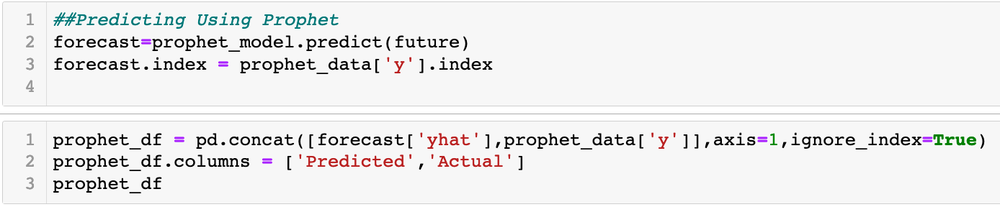 1 ##Predicting Using Prophet
2 forecast=prophet_model.predict(future)
3 forecast.index = prophet_data['y'].index
4
1 prophet_df = pd.concat([forecast['yhat'],prophet_data['y']],axis=1,ignore_index=True)
2 prophet_df.columns = ['Predicted','Actual']
3 prophet_df